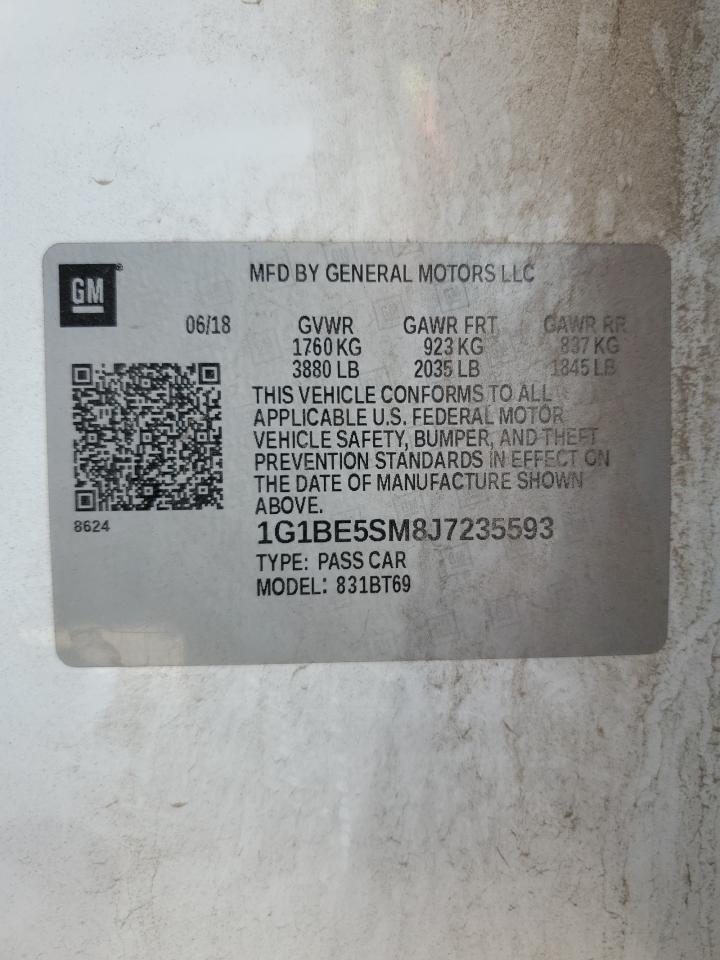 GM
MFD BY GENERAL MOTORS LLC
06/18 GVWR GAWR FRT GAWR RR
1760 KG 923 KG 837 KG
3880 LB 2035 LB 1845 LB
THIS VEHICLE CONFORMS TO ALL
APPLICABLE U.S. FEDERAL MOTOR
VEHICLE SAFETY, BUMPER, AND THEFT
PREVENTION STANDARDS IN EFFECT ON
THE DATE OF MANUFACTURE SHOWN
ABOVE.
8624
1G1BE5SM8J7235593
TYPE: PASS CAR
MODEL: 831BT69